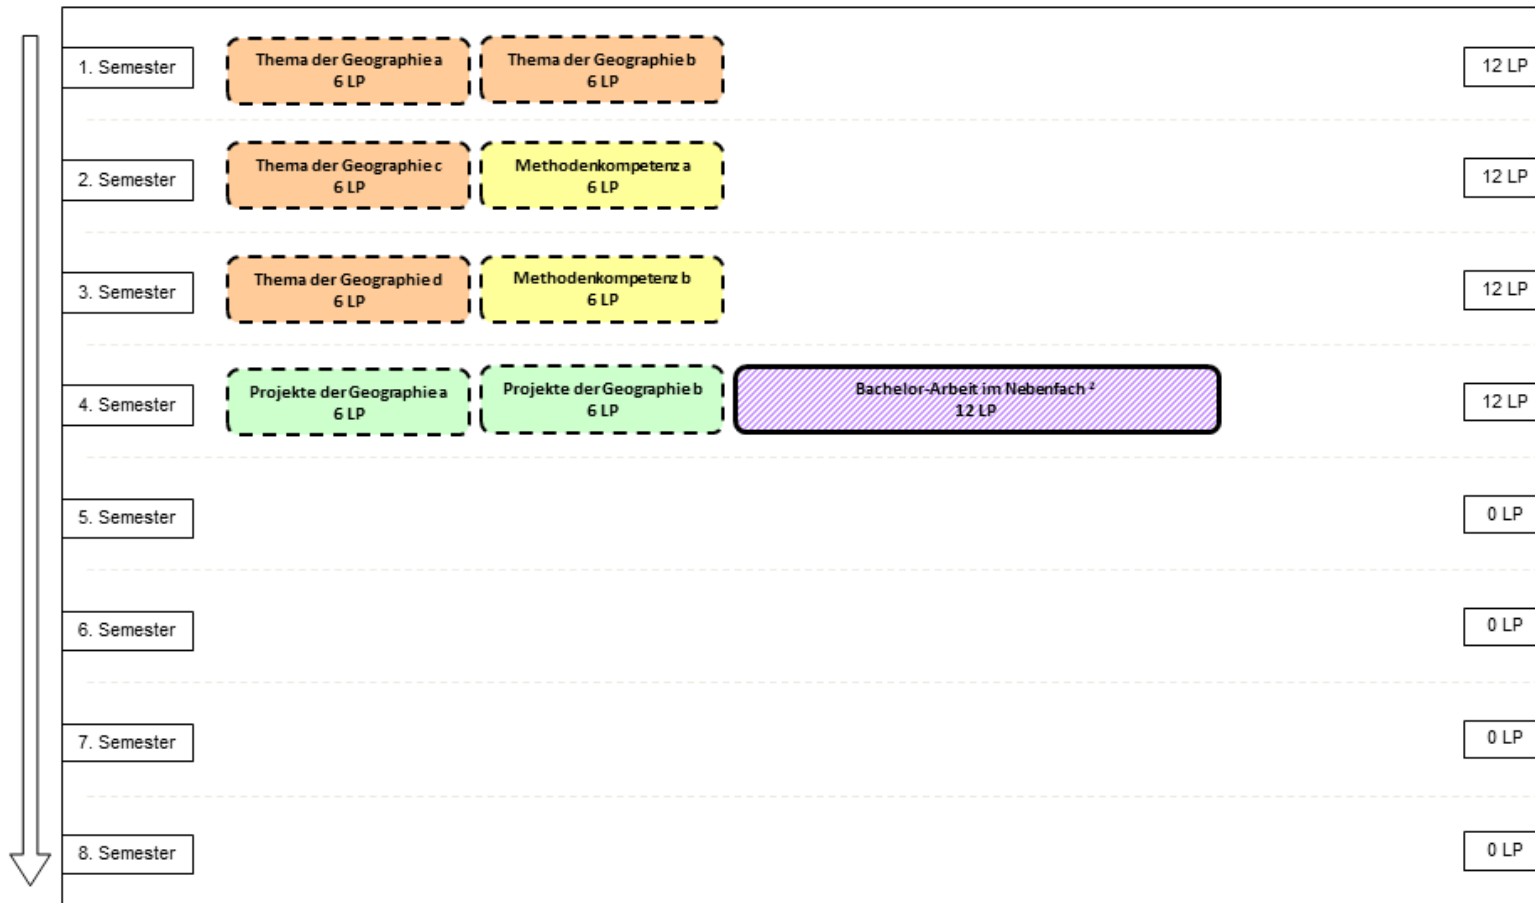 1. Semester
Thema der Geographie a
6 LP
Thema der Geographie b
6 LP
12 LP
2. Semester
Thema der Geographie c
6 LP
Methodenkompetenz a
6 LP
12 LP
3. Semester
Thema der Geographie d
6 LP
Methodenkompetenz b
6 LP
12 LP
4. Semester
Projekte der Geographie a
6 LP
Projekte der Geographie b
6 LP
Bachelor-Arbeit im Nebenfach ²
12 LP
12 LP
5. Semester
0 LP
6. Semester
0 LP
7. Semester
0 LP
8. Semester
0 LP